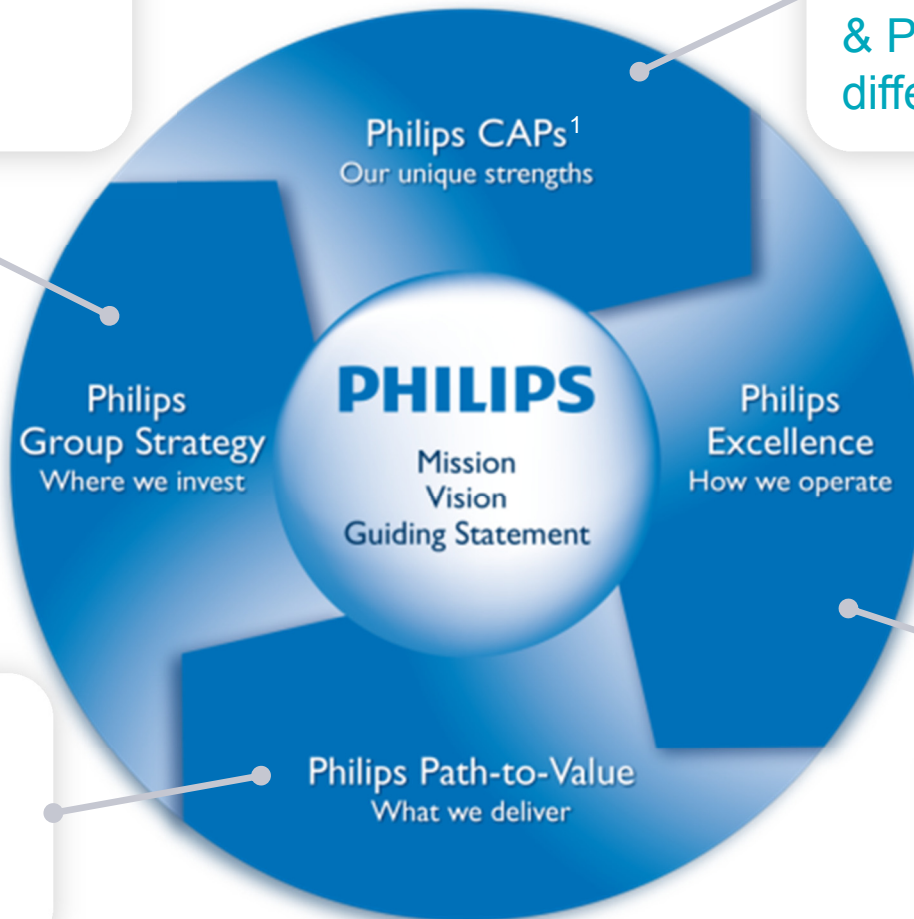 & P
diffe
Philips CAPs¹
Our unique strengths
Philips
Group Strategy
Where we invest
PHILIPS
Mission
Vision
Guiding Statement
Philips
Excellence
How we operate
Philips Path-to-Value
What we deliver